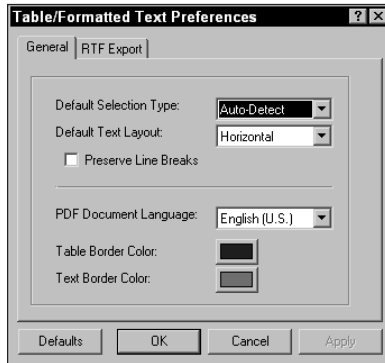 Table/Formatted Text Preferences
General RTF Export
Default Selection Type: Auto-Detect
Default Text Layout: Horizontal
Preserve Line Breaks
PDF Document Language: English (U.S.)
Table Border Color:
Text Border Color:
Defaults OK Cancel Apply